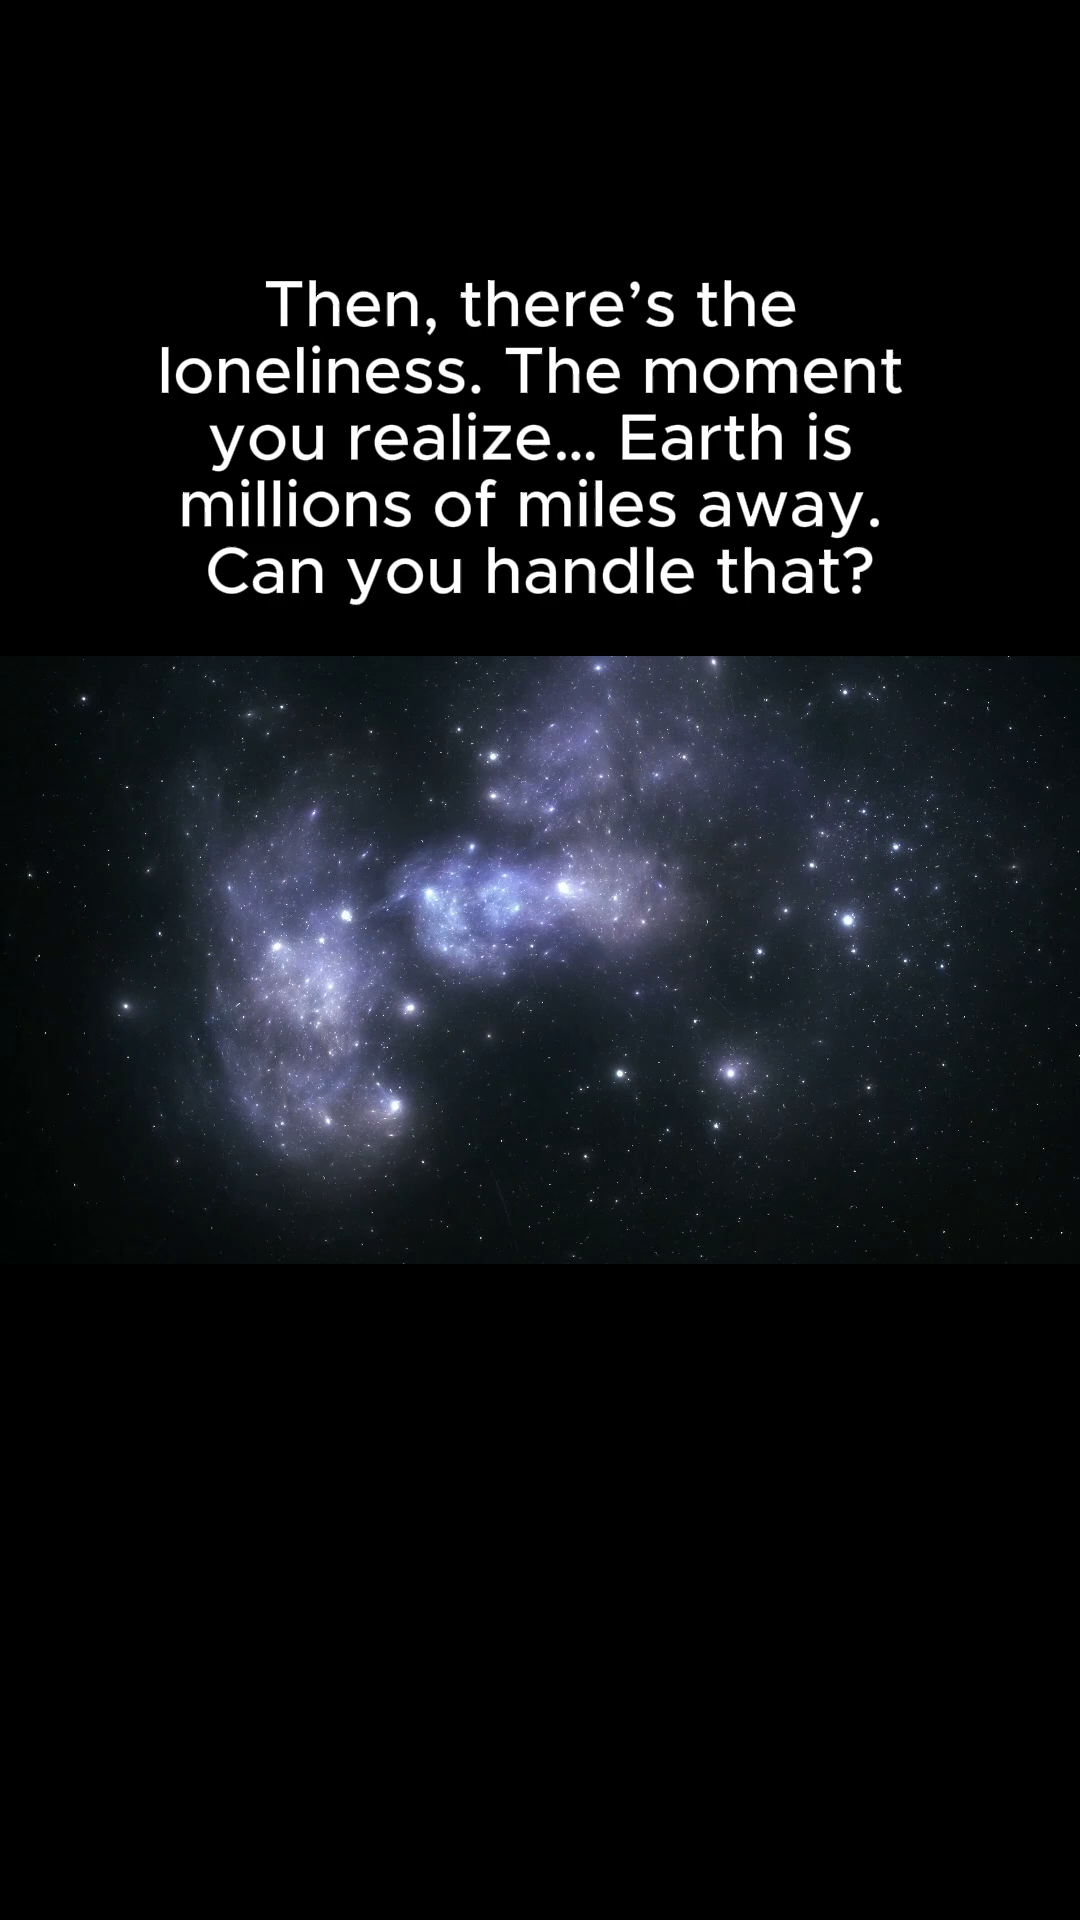 Then, there’s the
loneliness. The moment
you realize... Earth is
millions of miles away.
Can you handle that?